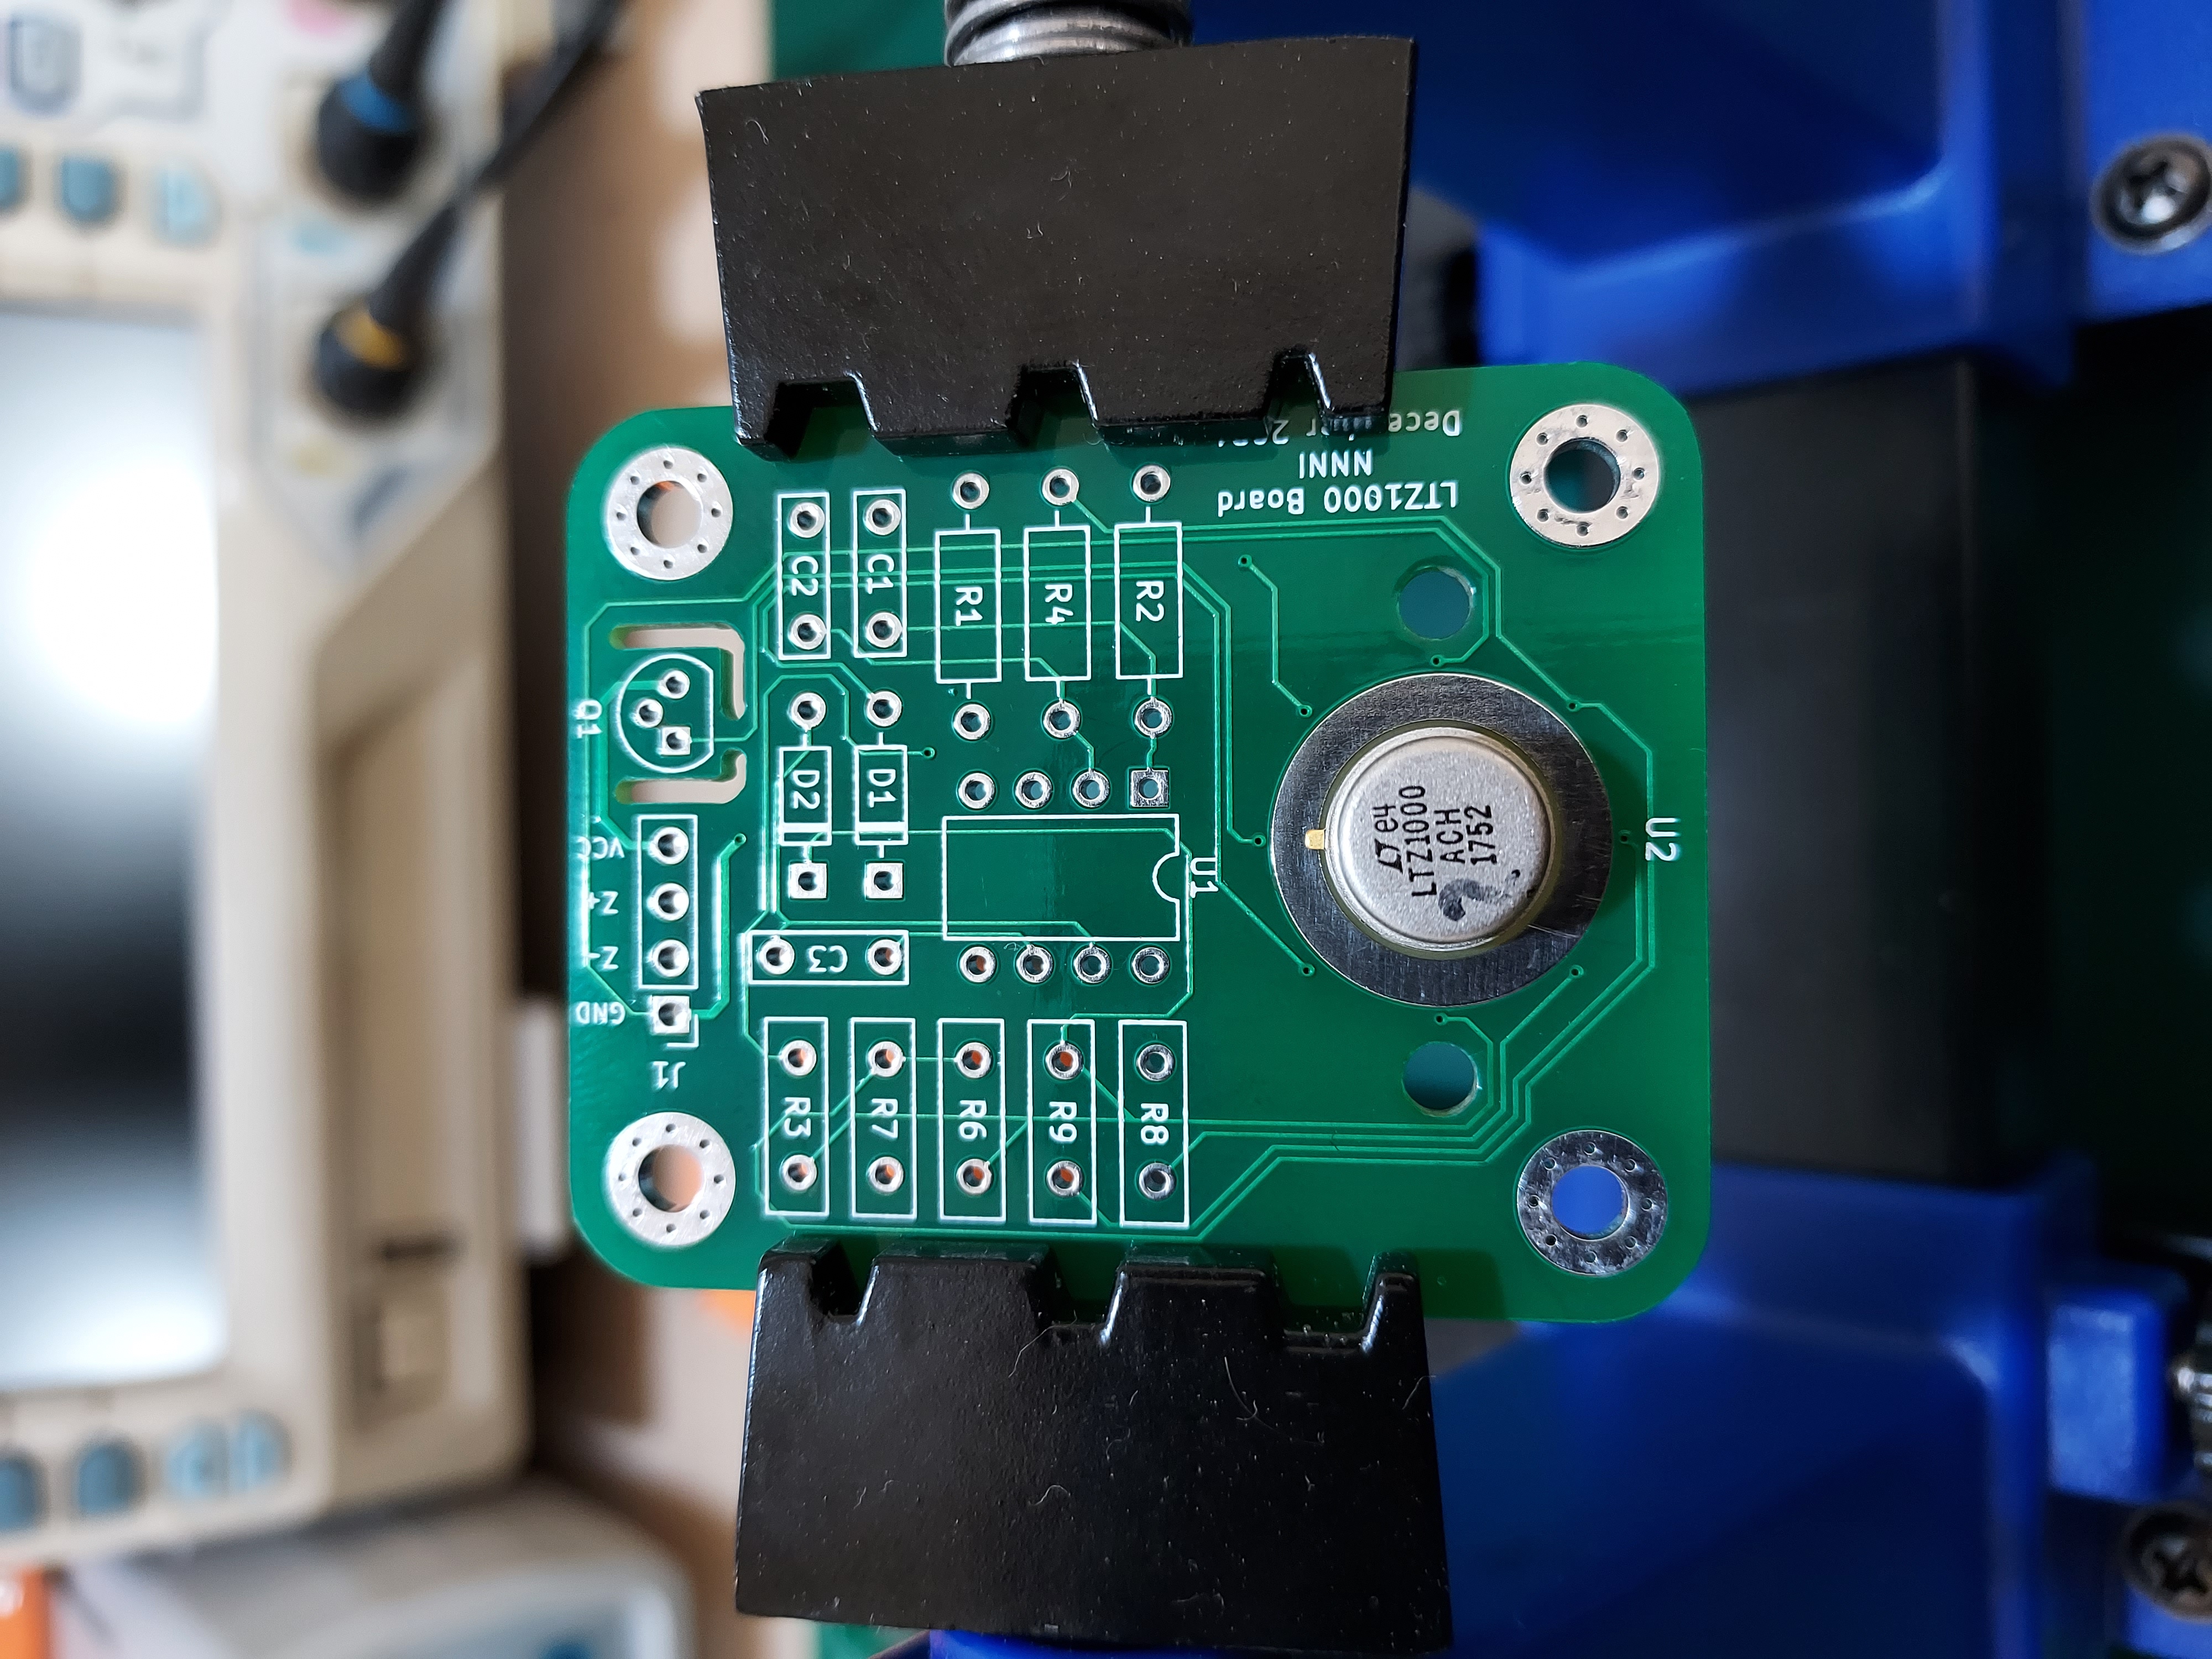 GND
Z-
Z+
VCC
Q1
J1
R3
C3
D2
C2
R7
D1
C1
R6
R1
R9
R4
R8
R2
U1
LTZ1000 Board
NNNI
e4
LTZ1000
ACH
1752
U2